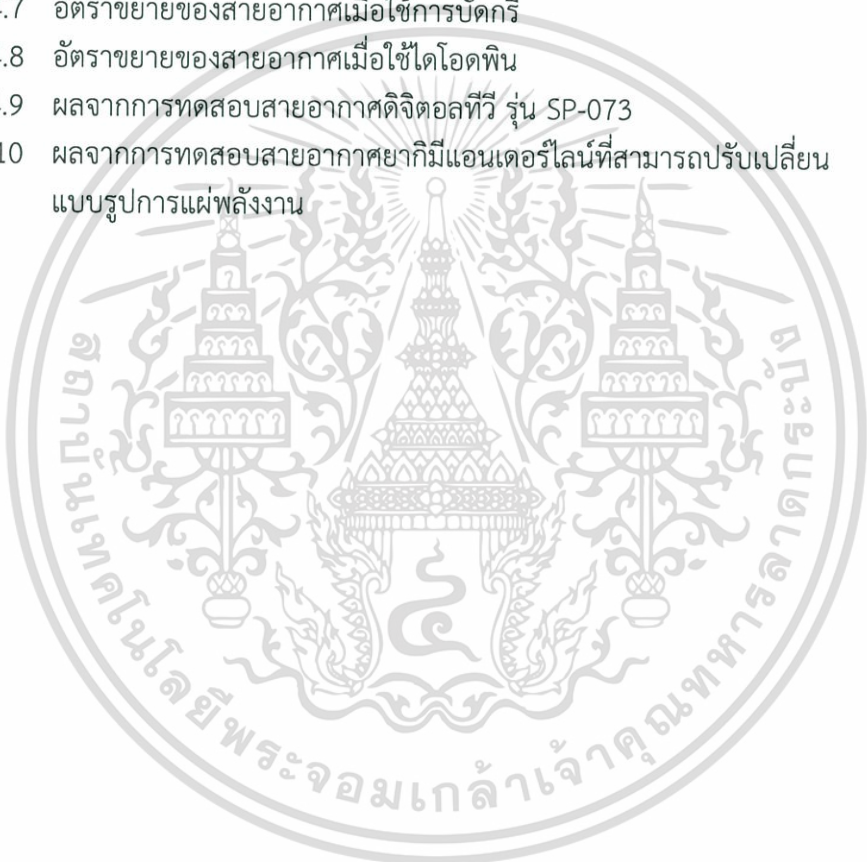 4.7 อัตราขยายของสายอากาศเมื่อใช้การบัดกรี
4.8 อัตราขยายของสายอากาศเมื่อใช้ไดโอดพิน
4.9 ผลจากการทดสอบสายอากาศดิจิตอลทีวี รุ่น SP-073
10 ผลจากการทดสอบสายอากาศยากิมีแอนเดอร์ไลน์ที่สามารถปรับเปลี่ยน
แบบรูปการแผ่พลังงาน
สถาบันเทคโนโลยีพระจอมเกล้าเจ้าคุณทหารลาดกระบัง